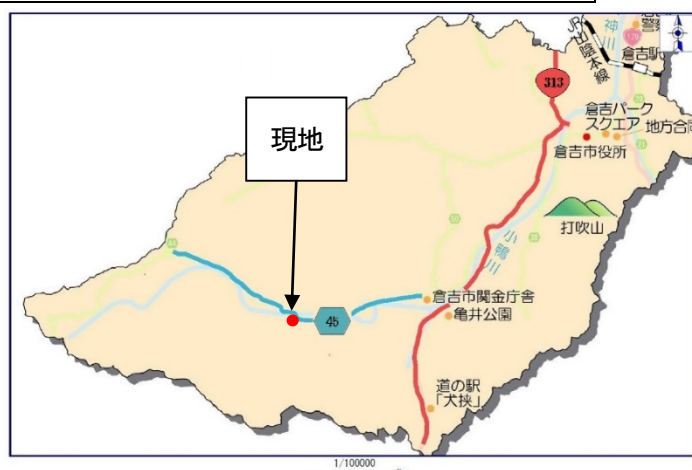 神川
JR山陰本線
倉吉駅
179
313
倉吉パーク
スクエア
地方合同
倉吉市役所
現地
打吹山
小鴨川
45
倉吉市関金庁舎
亀井公園
道の駅
「犬挟」
1/100000